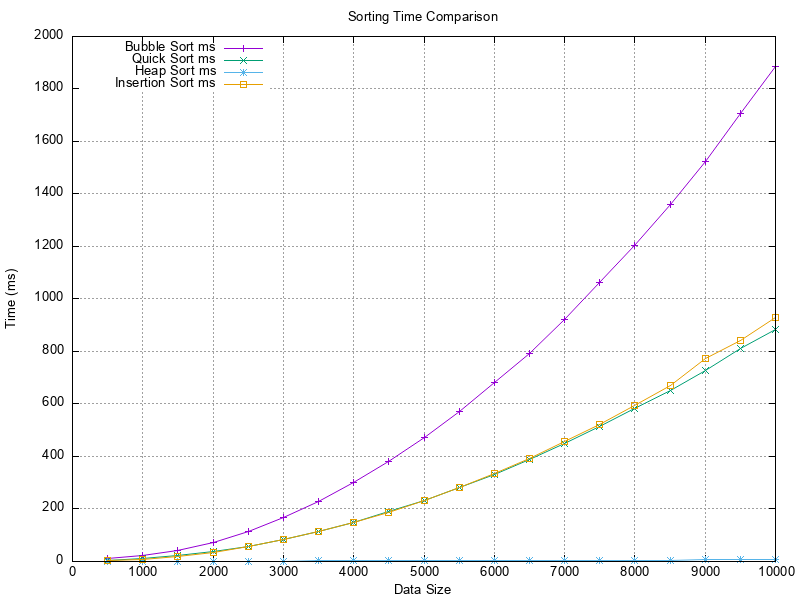 Sorting Time Comparison
2000
1800
1600
1400
1200
1000
800
600
400
200
0
Time (ms)
Bubble Sort ms
Quick Sort ms
Heap Sort ms
Insertion Sort ms
0 1000 2000 3000 4000 5000 6000 7000 8000 9000 10000
Data Size